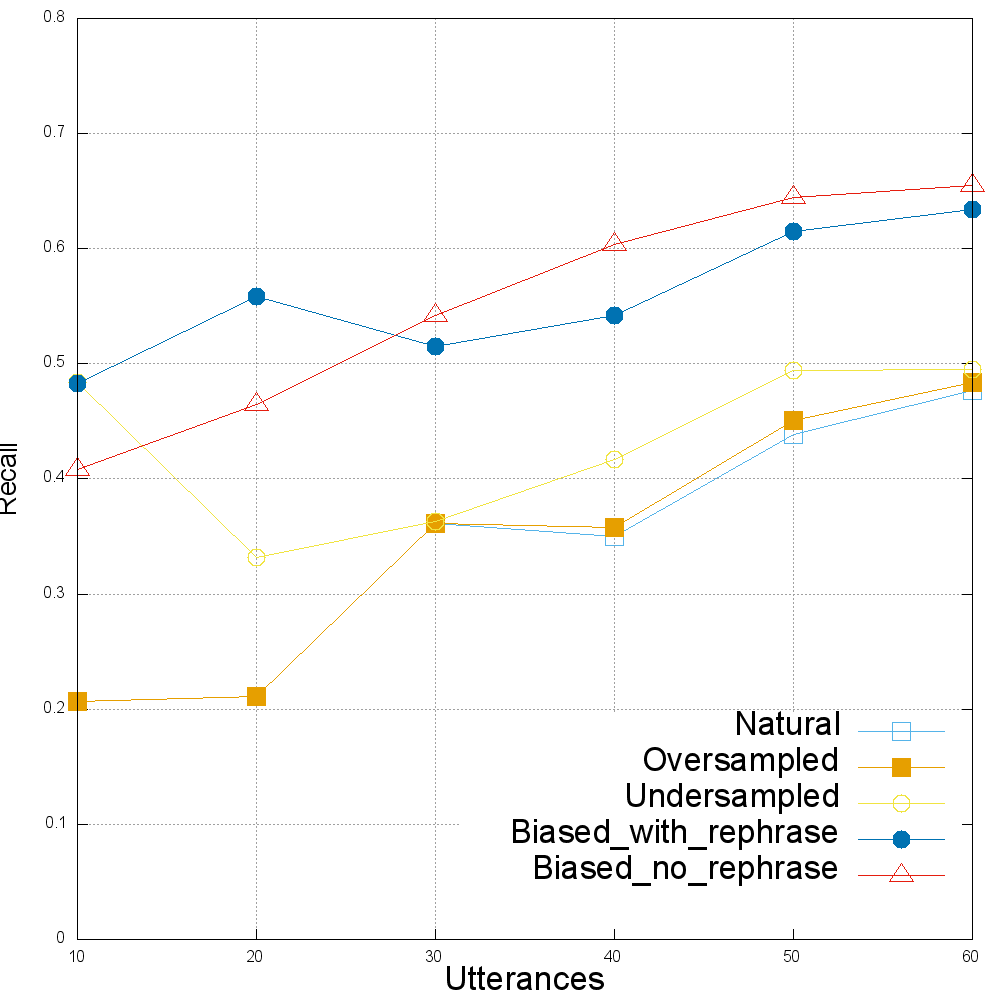 0.8
0.7
0.6
0.5
0.4
0.3
0.2
0.1
0
Recall
10 20 30 40 50 60
Utterances
Natural
Oversampled
Undersampled
Biased_with_rephrase
Biased_no_rephrase